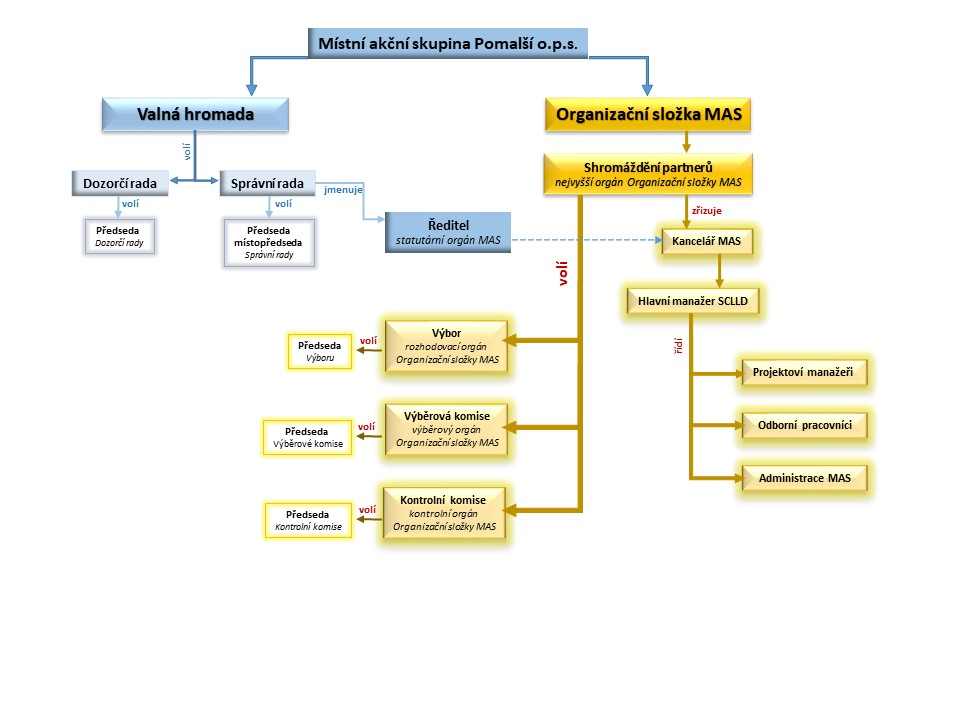 Místní akční skupina Pomalší o.p.s.
Valná hromada
Organizační složka MAS
volí
Shromáždění partnerů
nejvyšší orgán Organizační složky MAS
Dozorčí rada
Správní rada
jmenuje
volí
volí
zřizuje
Předseda
Dozorčí rady
Předseda
místopředseda
Správní rady
Ředitel
statutární orgán MAS
Kancelář MAS
volí
Hlavní manažer SCLLD
řídí
Předseda
Výboru
volí
Výbor
rozhodovací orgán
Organizační složky MAS
Projektoví manažeři
Předseda
Výběrové komise
volí
Výběrová komise
výběrový orgán
Organizační složky MAS
Odborní pracovníci
Administrace MAS
Předseda
Kontrolní komise
volí
Kontrolní komise
kontrolní orgán
Organizační složky MAS